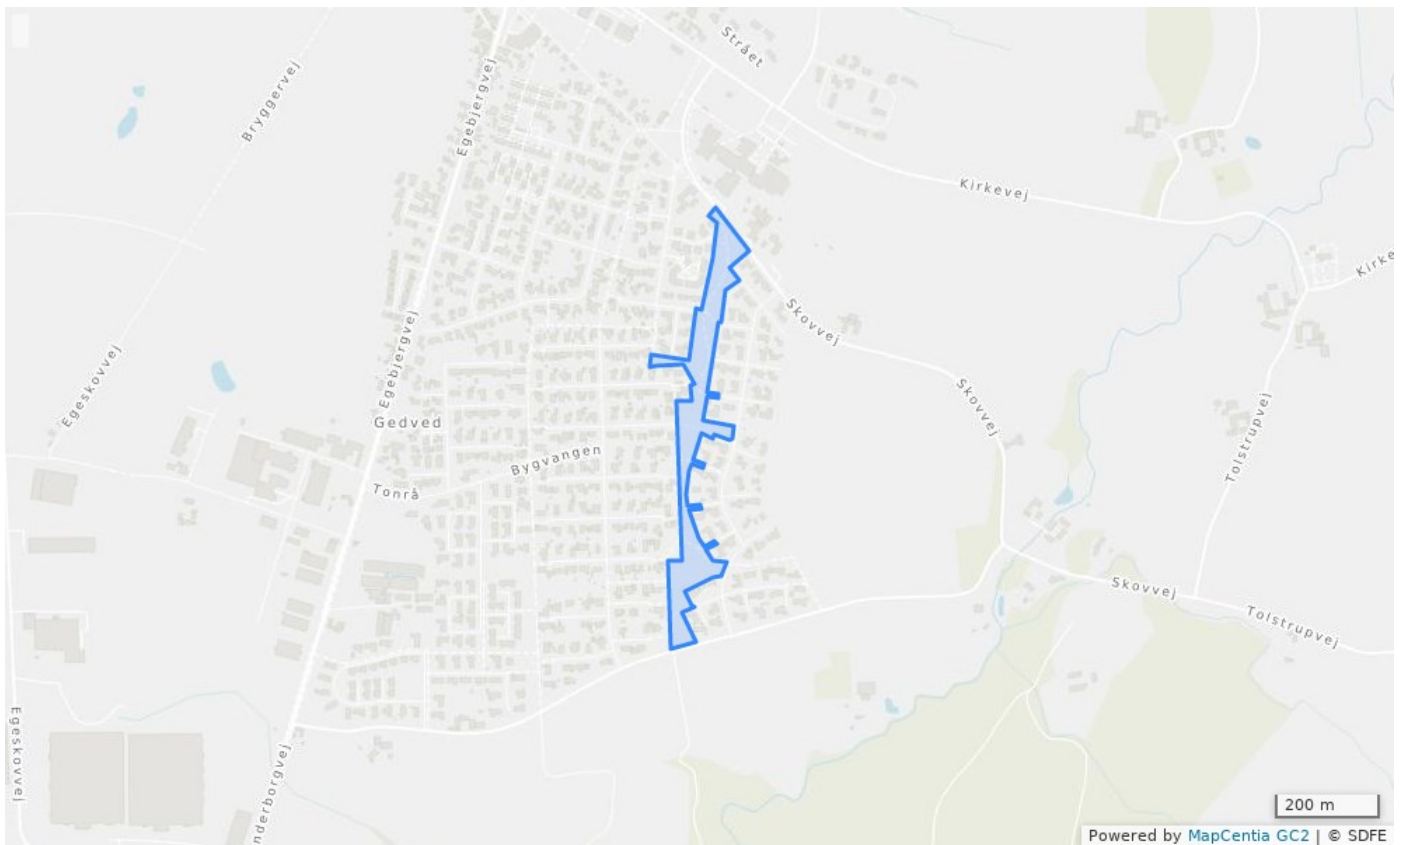 Strået
Bryggervej
Egebjergvej
Kirkevej
Kirke
Skovvej
Egeskovvej
Egebjergvej
Skovvej
Gedved
Tolstrupvej
Bygvangen
Tonrå
Skovvej
Tolstrupvej
Egeskovvej
nderborgvej
200 m
Powered by MapCentia GC2 | © SDFE